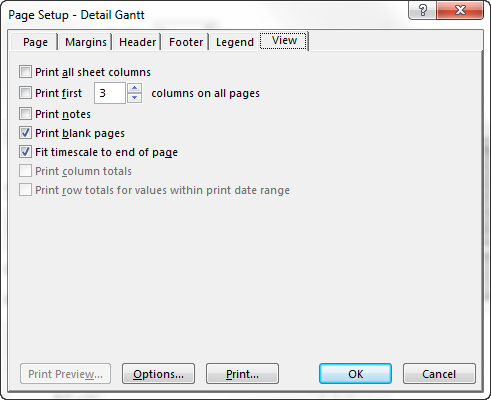 Page Setup - Detail Gantt
Page Margins Header Footer Legend View
Print all sheet columns
Print first 3 columns on all pages
Print notes
Print blank pages
Fit timescale to end of page
Print column totals
Print row totals for values within print date range
Print Preview... Options... Print... OK Cancel